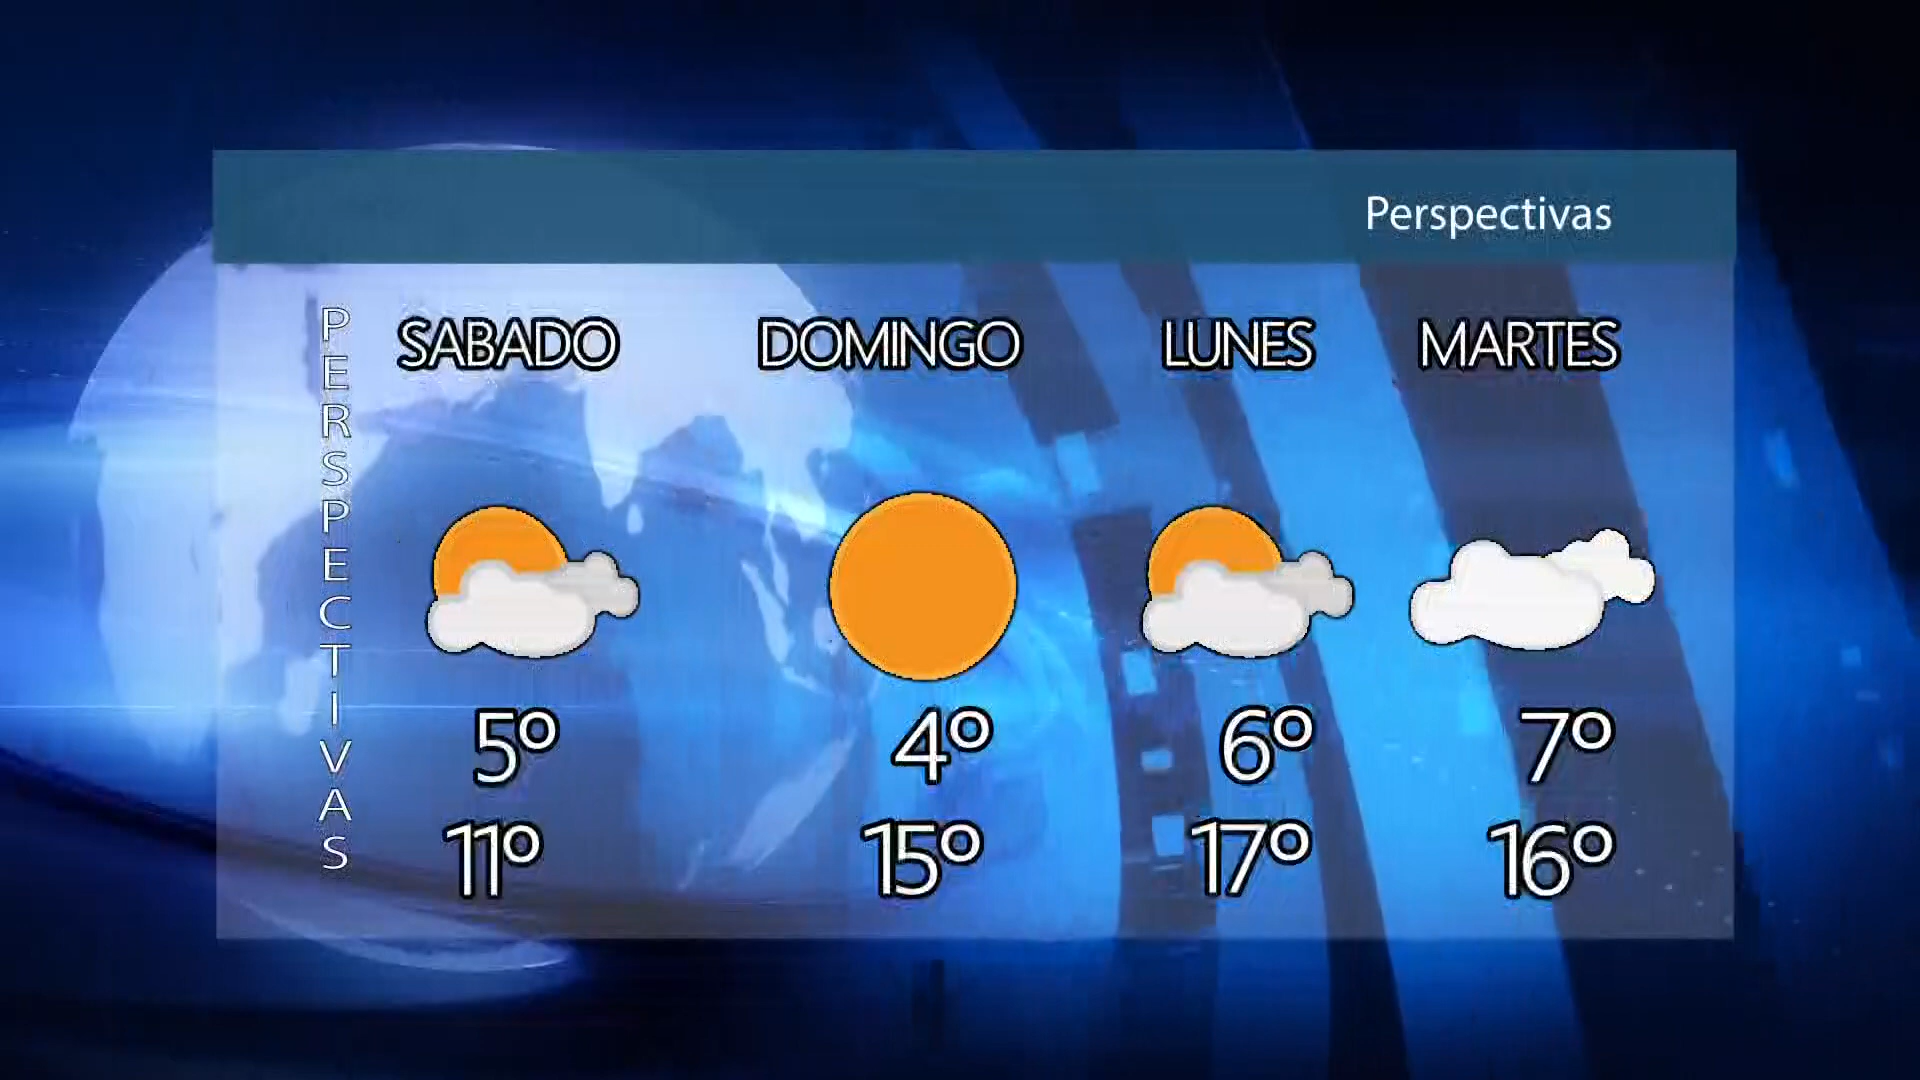 Perspectivas
PERSPECTIVAS
SABADO DOMINGO LUNES MARTES
5º 4º 6º 7º
11º 15º 17º 16º